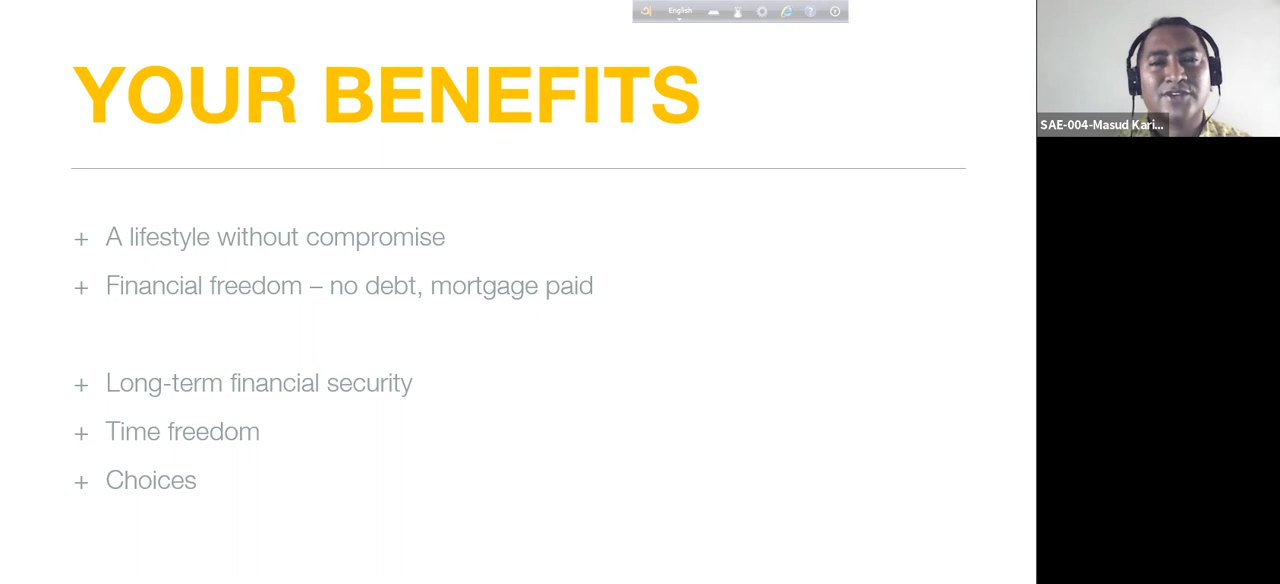 অ English
YOUR BENEFITS
SAE-004-Masud Kari...
+ A lifestyle without compromise
+ Financial freedom – no debt, mortgage paid
+ Long-term financial security
+ Time freedom
+ Choices